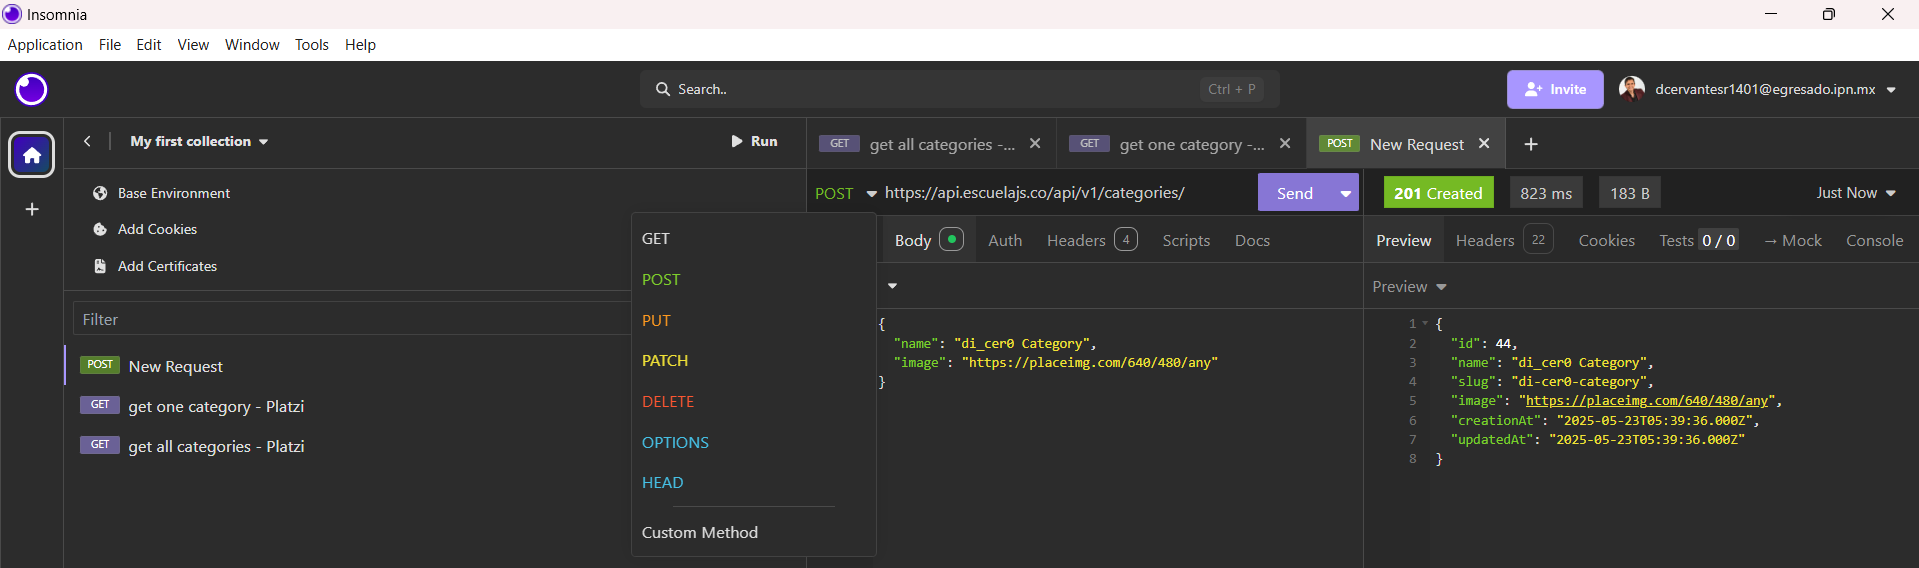 Insomnia
Application File Edit View Window Tools Help
Search.. Ctrl + P
Invite
dcervantesr1401@egresado.ipn.mx
My first collection
Run
GET get all categories -...
GET get one category -...
POST New Request
Base Environment
Add Cookies
Add Certificates
Filter
POST New Request
GET get one category - Platzi
GET get all categories - Platzi
POST https://api.escuelajs.co/api/v1/categories/ Send
GET
POST
PUT
PATCH
DELETE
OPTIONS
HEAD
Custom Method
Body Auth Headers 4 Scripts Docs
{
"name": "di_cer0 Category",
"image": "https://placeimg.com/640/480/any"
}
201 Created 823 ms 183 B Just Now
Preview Headers 22 Cookies Tests 0 / 0 → Mock Console
Preview
1 {
2 "id": 44,
3 "name": "di_cer0 Category",
4 "slug": "di-cer0-category",
5 "image": "https://placeimg.com/640/480/any",
6 "creationAt": "2025-05-23T05:39:36.000Z",
7 "updatedAt": "2025-05-23T05:39:36.000Z"
8 }